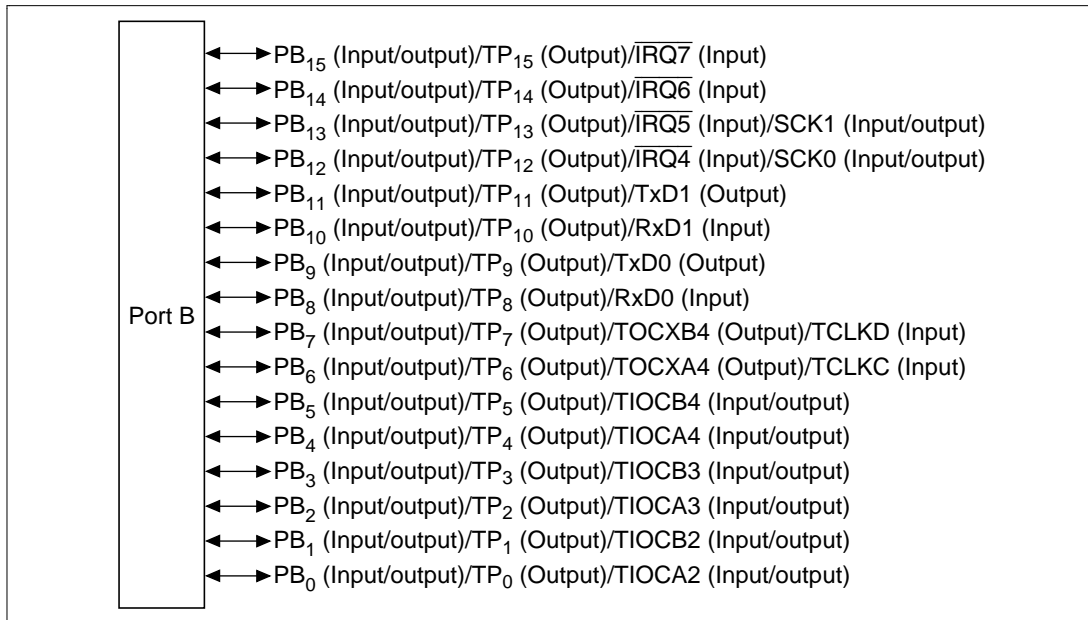 PB₁₅ (Input/output)/TP₁₅ (Output)/I̅R̅Q̅7̅ (Input)
PB₁₄ (Input/output)/TP₁₄ (Output)/I̅R̅Q̅6̅ (Input)
PB₁₃ (Input/output)/TP₁₃ (Output)/I̅R̅Q̅5̅ (Input)/SCK1 (Input/output)
PB₁₂ (Input/output)/TP₁₂ (Output)/I̅R̅Q̅4̅ (Input)/SCK0 (Input/output)
PB₁₁ (Input/output)/TP₁₁ (Output)/TxD1 (Output)
PB₁₀ (Input/output)/TP₁₀ (Output)/RxD1 (Input)
PB₉ (Input/output)/TP₉ (Output)/TxD0 (Output)
PB₈ (Input/output)/TP₈ (Output)/RxD0 (Input)
Port B
PB₇ (Input/output)/TP₇ (Output)/TOCXB4 (Output)/TCLKD (Input)
PB₆ (Input/output)/TP₆ (Output)/TOCXA4 (Output)/TCLKC (Input)
PB₅ (Input/output)/TP₅ (Output)/TIOCB4 (Input/output)
PB₄ (Input/output)/TP₄ (Output)/TIOCA4 (Input/output)
PB₃ (Input/output)/TP₃ (Output)/TIOCB3 (Input/output)
PB₂ (Input/output)/TP₂ (Output)/TIOCA3 (Input/output)
PB₁ (Input/output)/TP₁ (Output)/TIOCB2 (Input/output)
PB₀ (Input/output)/TP₀ (Output)/TIOCA2 (Input/output)